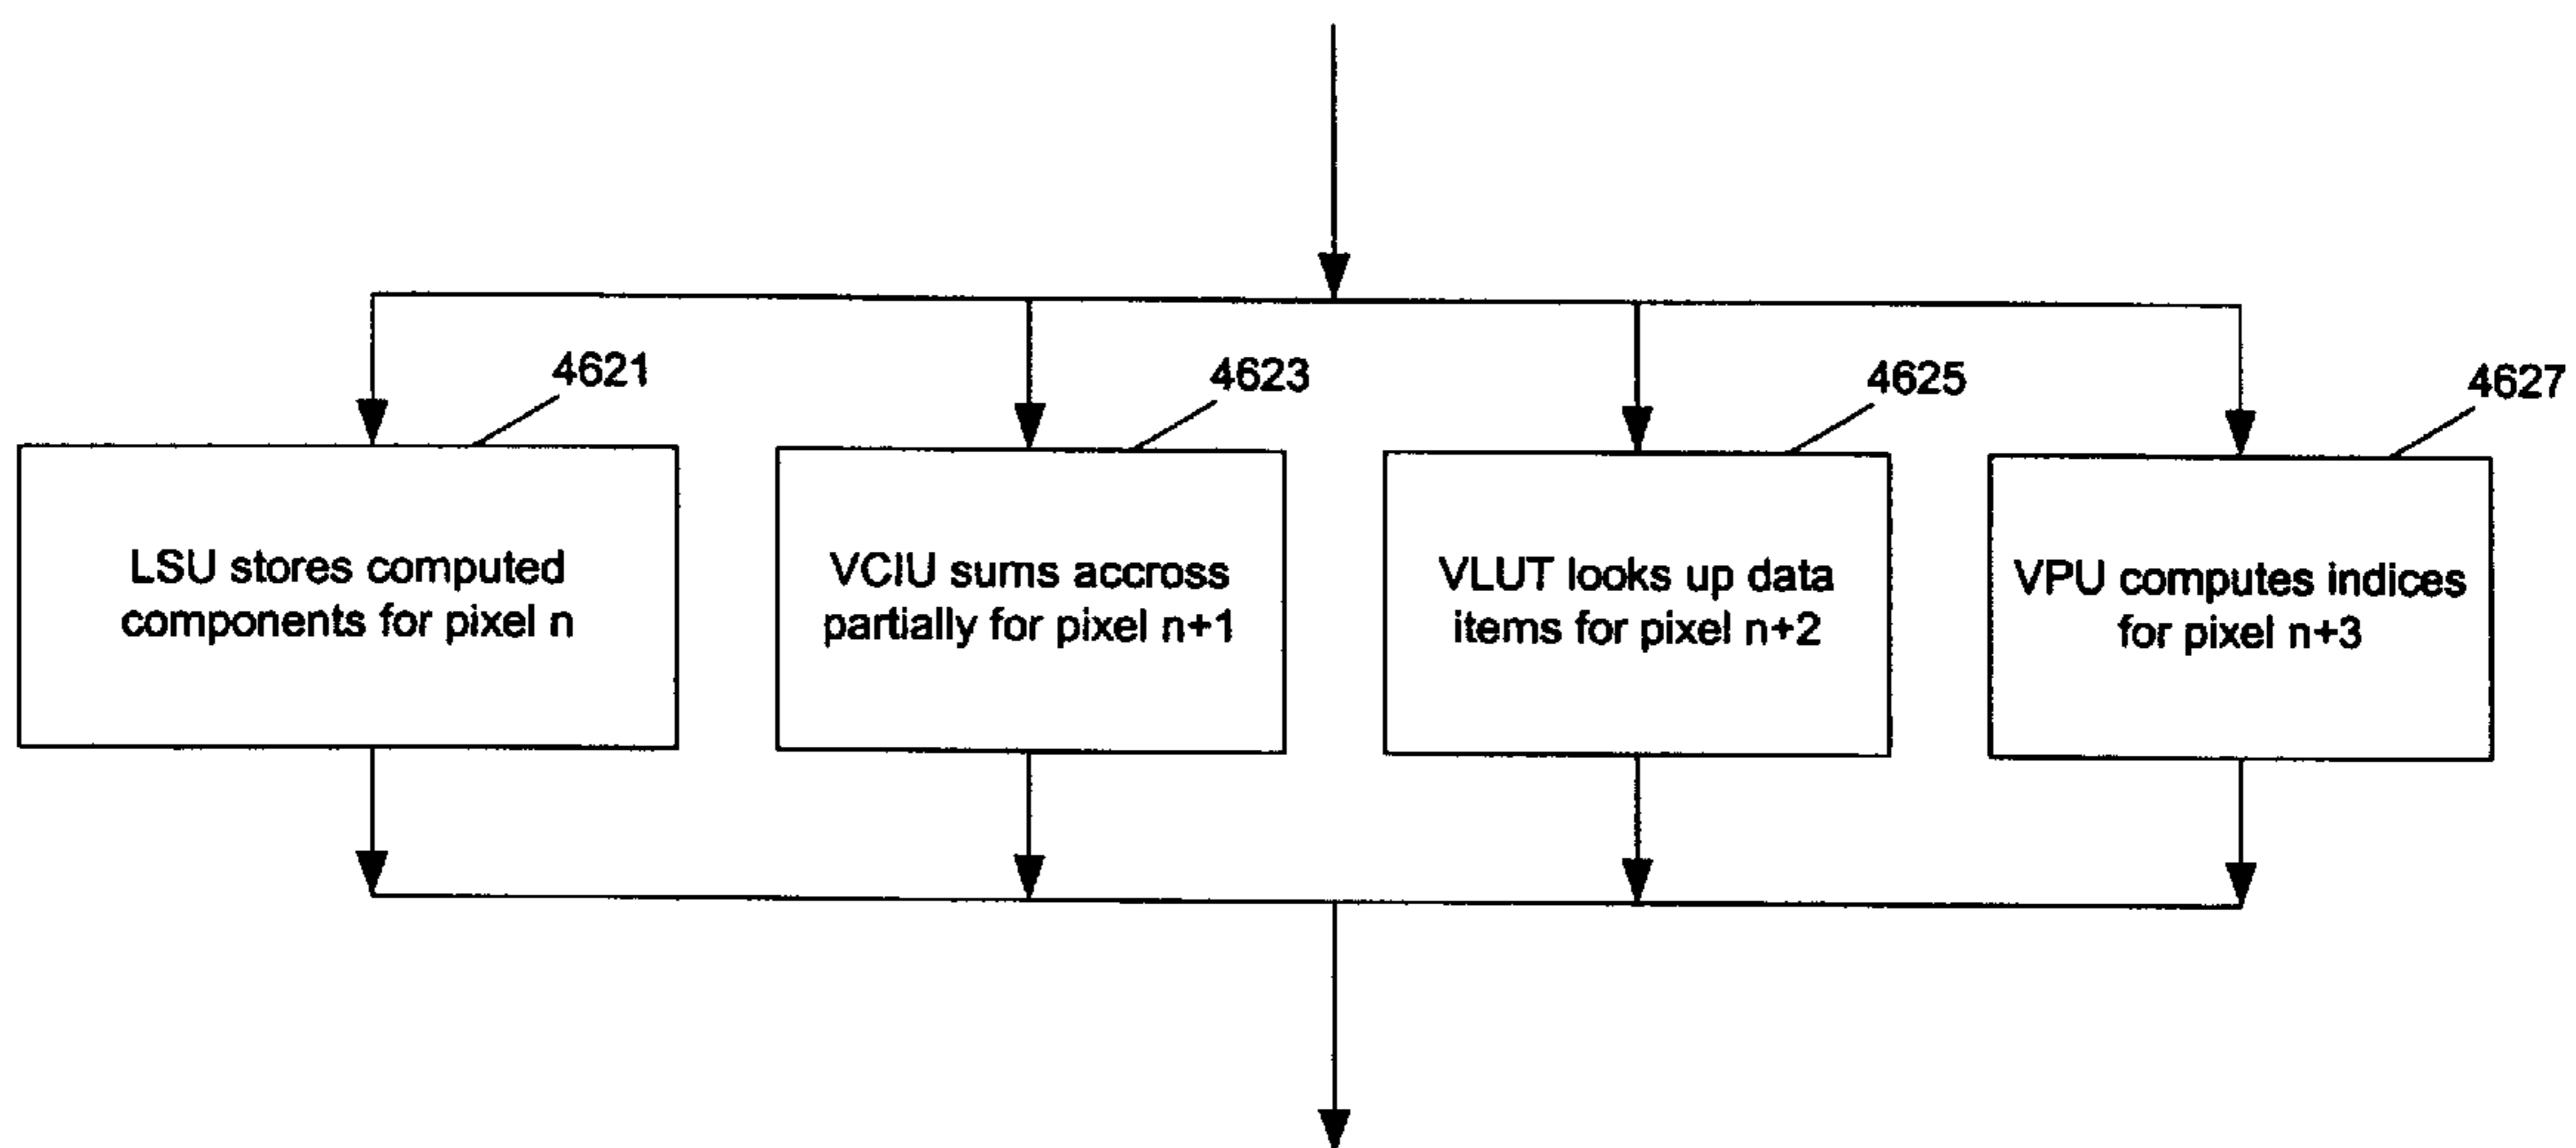 4621
4623
4625
4627
LSU stores computed
components for pixel n
VCIU sums accross
partially for pixel n+1
VLUT looks up data
items for pixel n+2
VPU computes indices
for pixel n+3